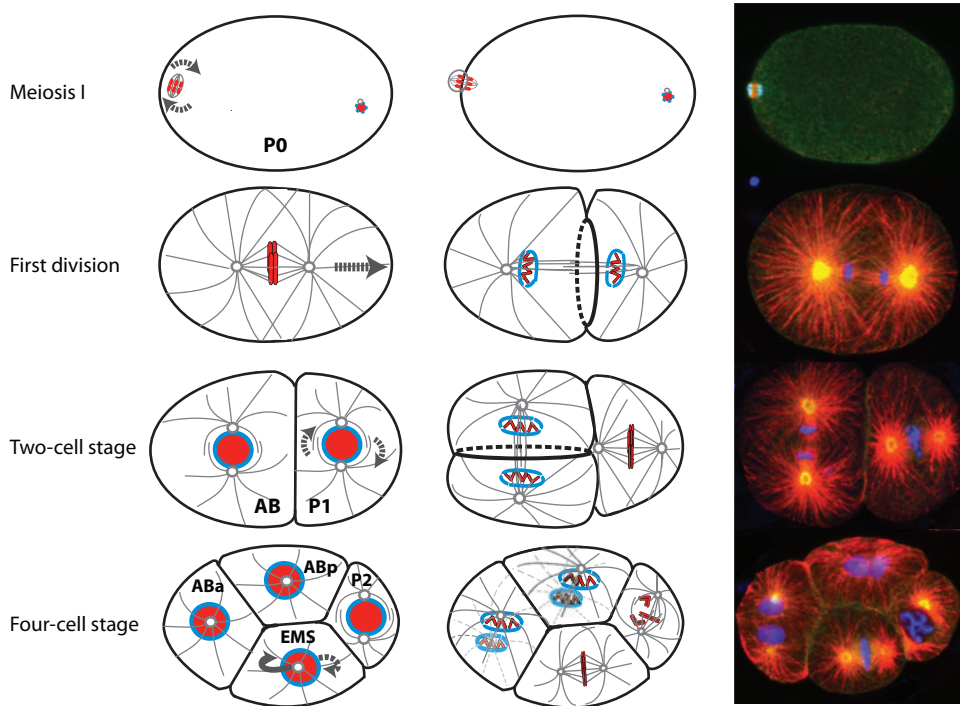 Meiosis I
P0
First division
Two-cell stage
AB
P1
ABa
ABp
P2
EMS
Four-cell stage